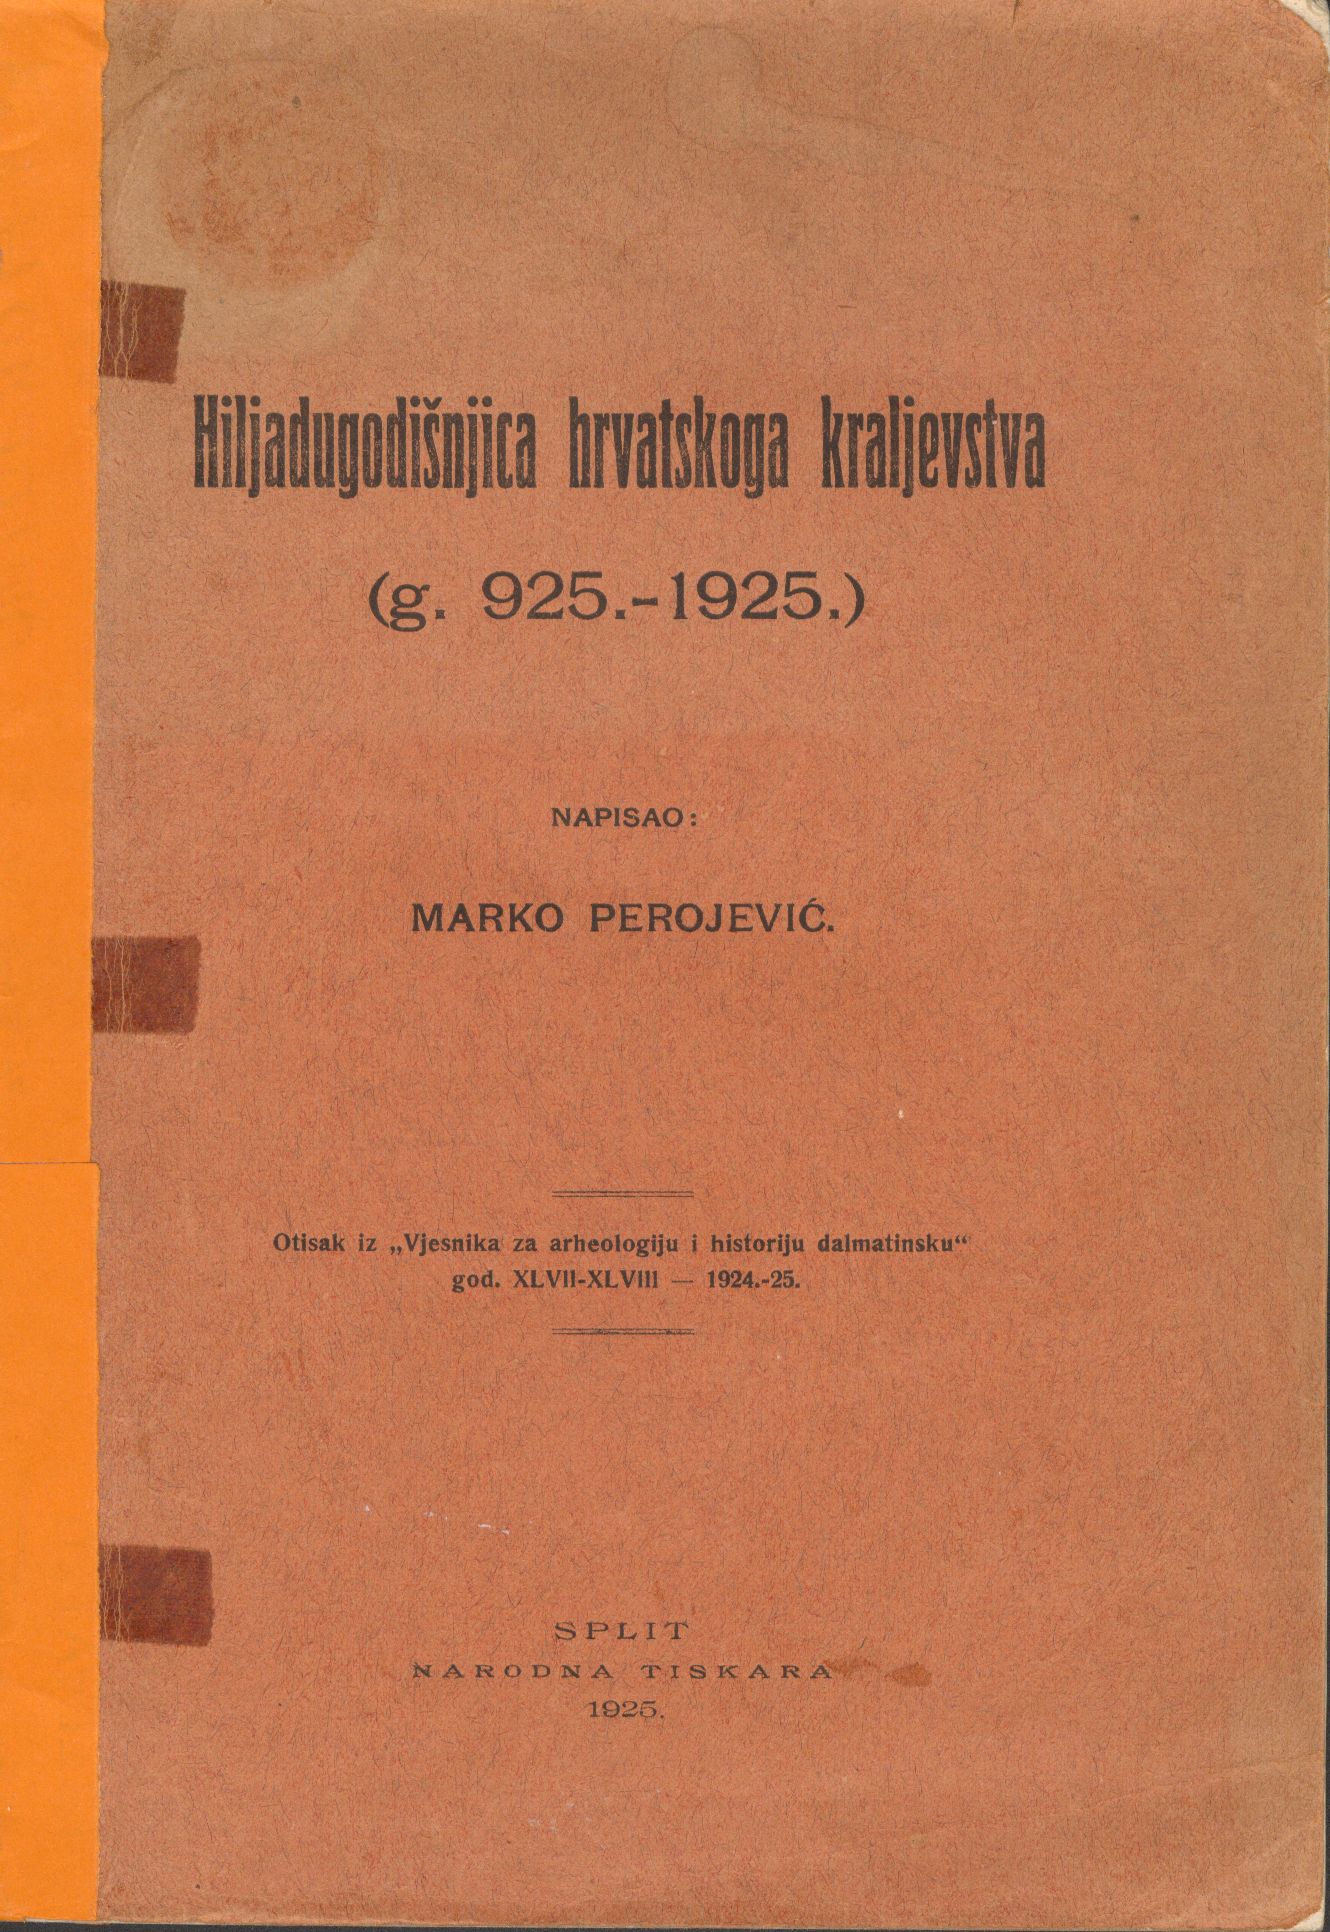 Hiljadugodišnjica hrvatskoga kraljevstva
(g. 925.-1925.)
NAPISAO:
MARKO PEROJEVIĆ.
Otisak iz „Vjesnika za arheologiju i historiju dalmatinsku“
god. XLVII-XLVIII — 1924.-25.
SPLIT
NARODNA TISKARA
1925.